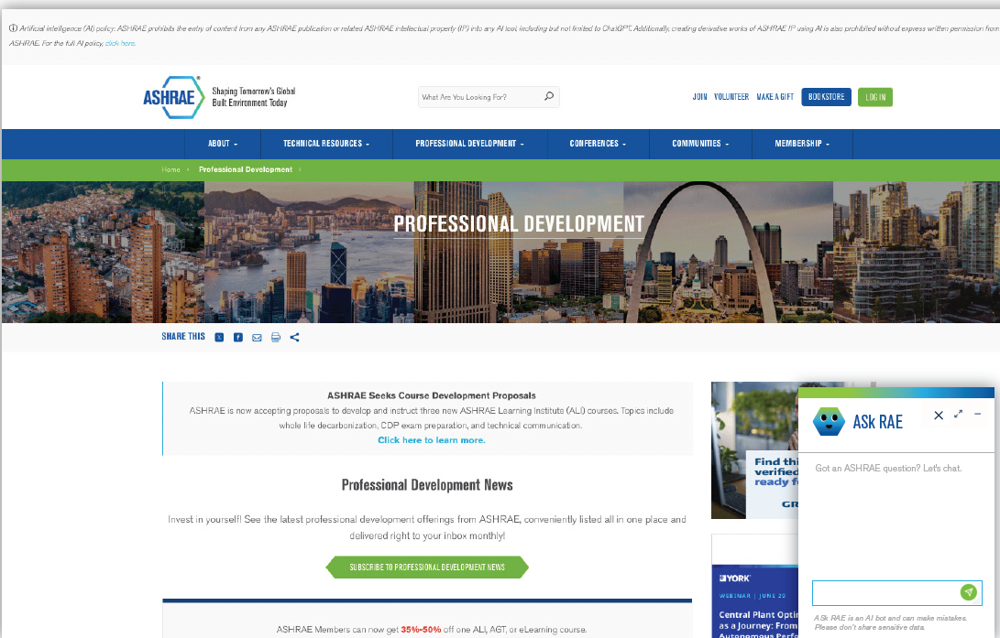 Artificial intelligence (AI) policy: ASHRAE prohibits the entry of content from any ASHRAE publication or related ASHRAE intellectual property (IP) into any AI tool, including but not limited to ChatGPT. Additionally, creating derivative works of ASHRAE IP using AI is also prohibited without express written permission from
ASHRAE. For the full AI policy, click here.
ASHRAE
Shaping Tomorrow's Global
Built Environment Today
What Are You Looking For?
JOIN VOLUNTEER MAKE A GIFT BOOKSTORE LOG IN
ABOUT TECHNICAL RESOURCES PROFESSIONAL DEVELOPMENT CONFERENCES COMMUNITIES MEMBERSHIP
Home › Professional Development ›
PROFESSIONAL DEVELOPMENT
SHARE THIS
ASHRAE Seeks Course Development Proposals
ASHRAE is now accepting proposals to develop and instruct three new ASHRAE Learning Institute (ALI) courses. Topics include
whole life decarbonization, CDP exam preparation, and technical communication.
Click here to learn more.
Professional Development News
Invest in yourself! See the latest professional development offerings from ASHRAE, conveniently listed all in one place and
delivered right to your inbox monthly!
SUBSCRIBE TO PROFESSIONAL DEVELOPMENT NEWS
ASHRAE Members can now get 35%-50% off one ALI, AGT, or eLearning course.
Find thi
verified
ready fo
GR
YORK
WEBINAR | JUNE 29
Central Plant Opti
as a Journey: From
Autonomous Perfo
ASk RAE
Got an ASHRAE question? Let's chat.
ASk RAE is an AI bot and can make mistakes.
Please don't share sensitive data.